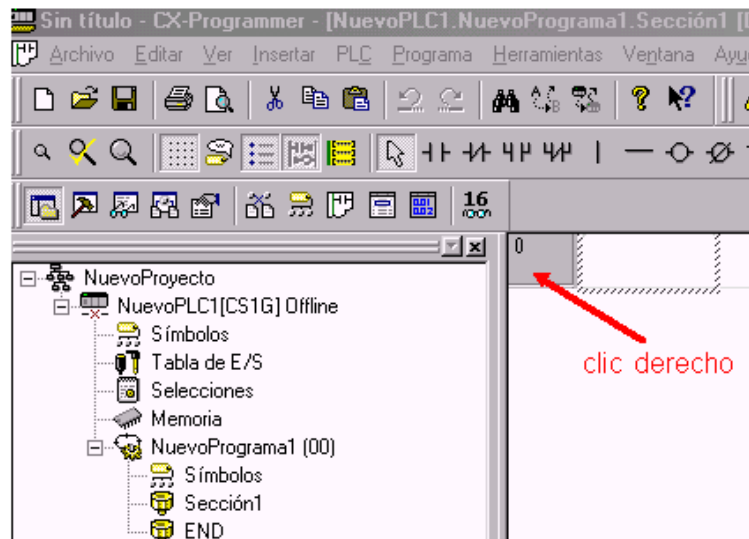 Sin título - CX-Programmer - [NuevoPLC1.NuevoPrograma1.Sección1 [
Archivo Editar Ver Insertar PLC Programa Herramientas Ventana
16
0
NuevoProyecto
NuevoPLC1[CS1G] Offline
clic derecho
Símbolos
Tabla de E/S
Selecciones
Memoria
NuevoPrograma1 (00)
Símbolos
Sección1
END